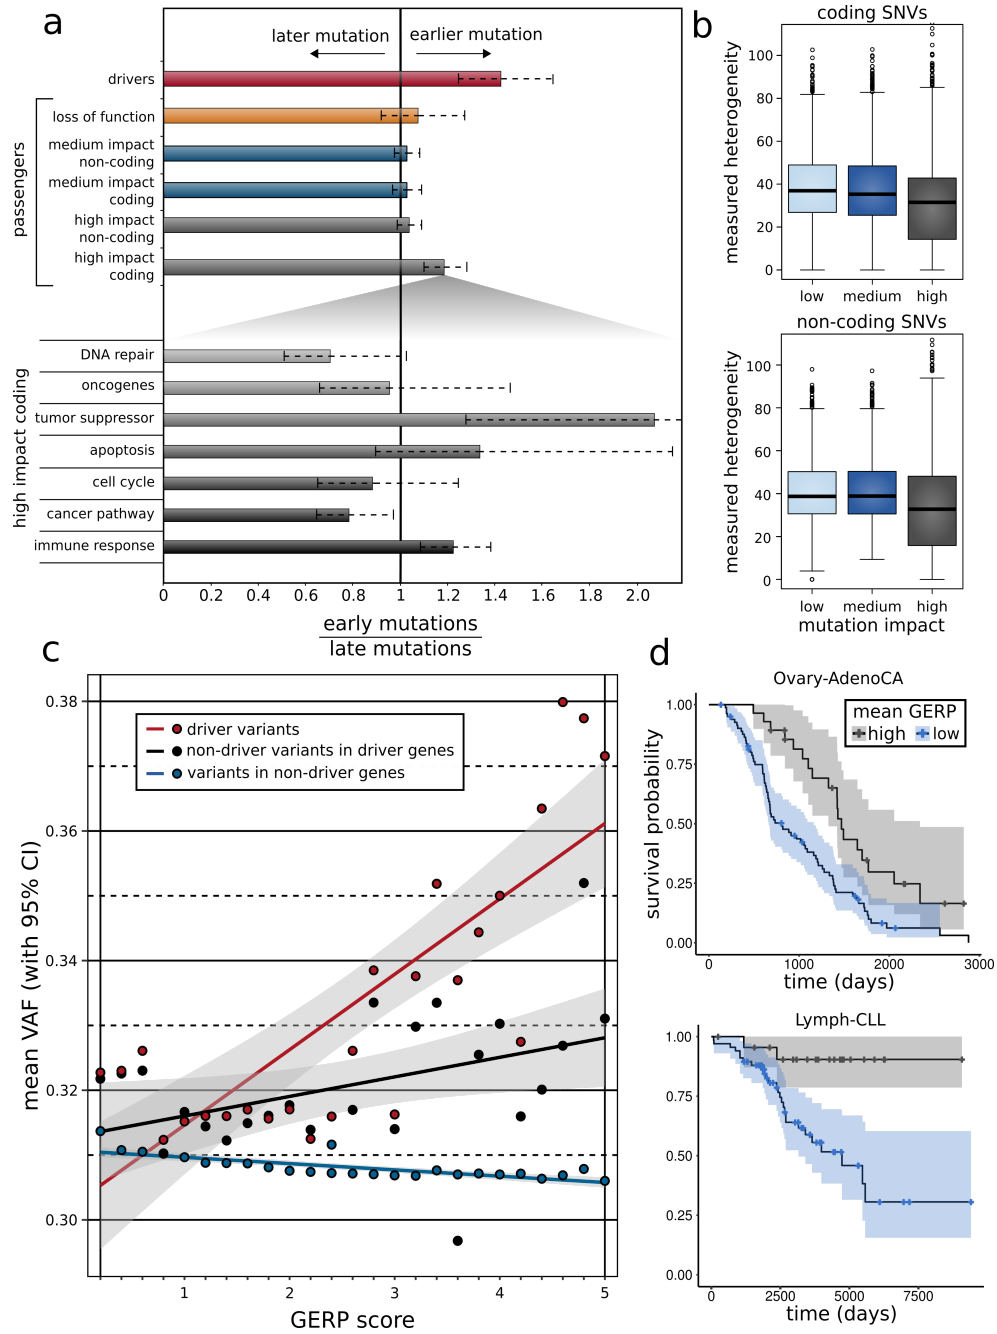 a
later mutation
earlier mutation
drivers
passengers
loss of function
medium impact
non-coding
medium impact
coding
high impact
non-coding
high impact
coding
high impact coding
DNA repair
oncogenes
tumor suppressor
apoptosis
cell cycle
cancer pathway
immune response
0 0.2 0.4 0.6 0.8 1 1.2 1.4 1.6 1.8 2.0
early mutations
late mutations
b
coding SNVs
measured heterogeneity
100
80
60
40
20
0
low medium high
non-coding SNVs
measured heterogeneity
100
80
60
40
20
0
low medium high
mutation impact
c
mean VAF (with 95% CI)
0.38
0.36
0.34
0.32
0.30
driver variants
non-driver variants in driver genes
variants in non-driver genes
1 2 3 4 5
GERP score
d
Ovary-AdenoCA
survival probability
1.00
0.75
0.50
0.25
0.00
mean GERP
high low
0 1000 2000 3000
time (days)
Lymph-CLL
1.00
0.75
0.50
0.25
0.00
0 2500 5000 7500
time (days)